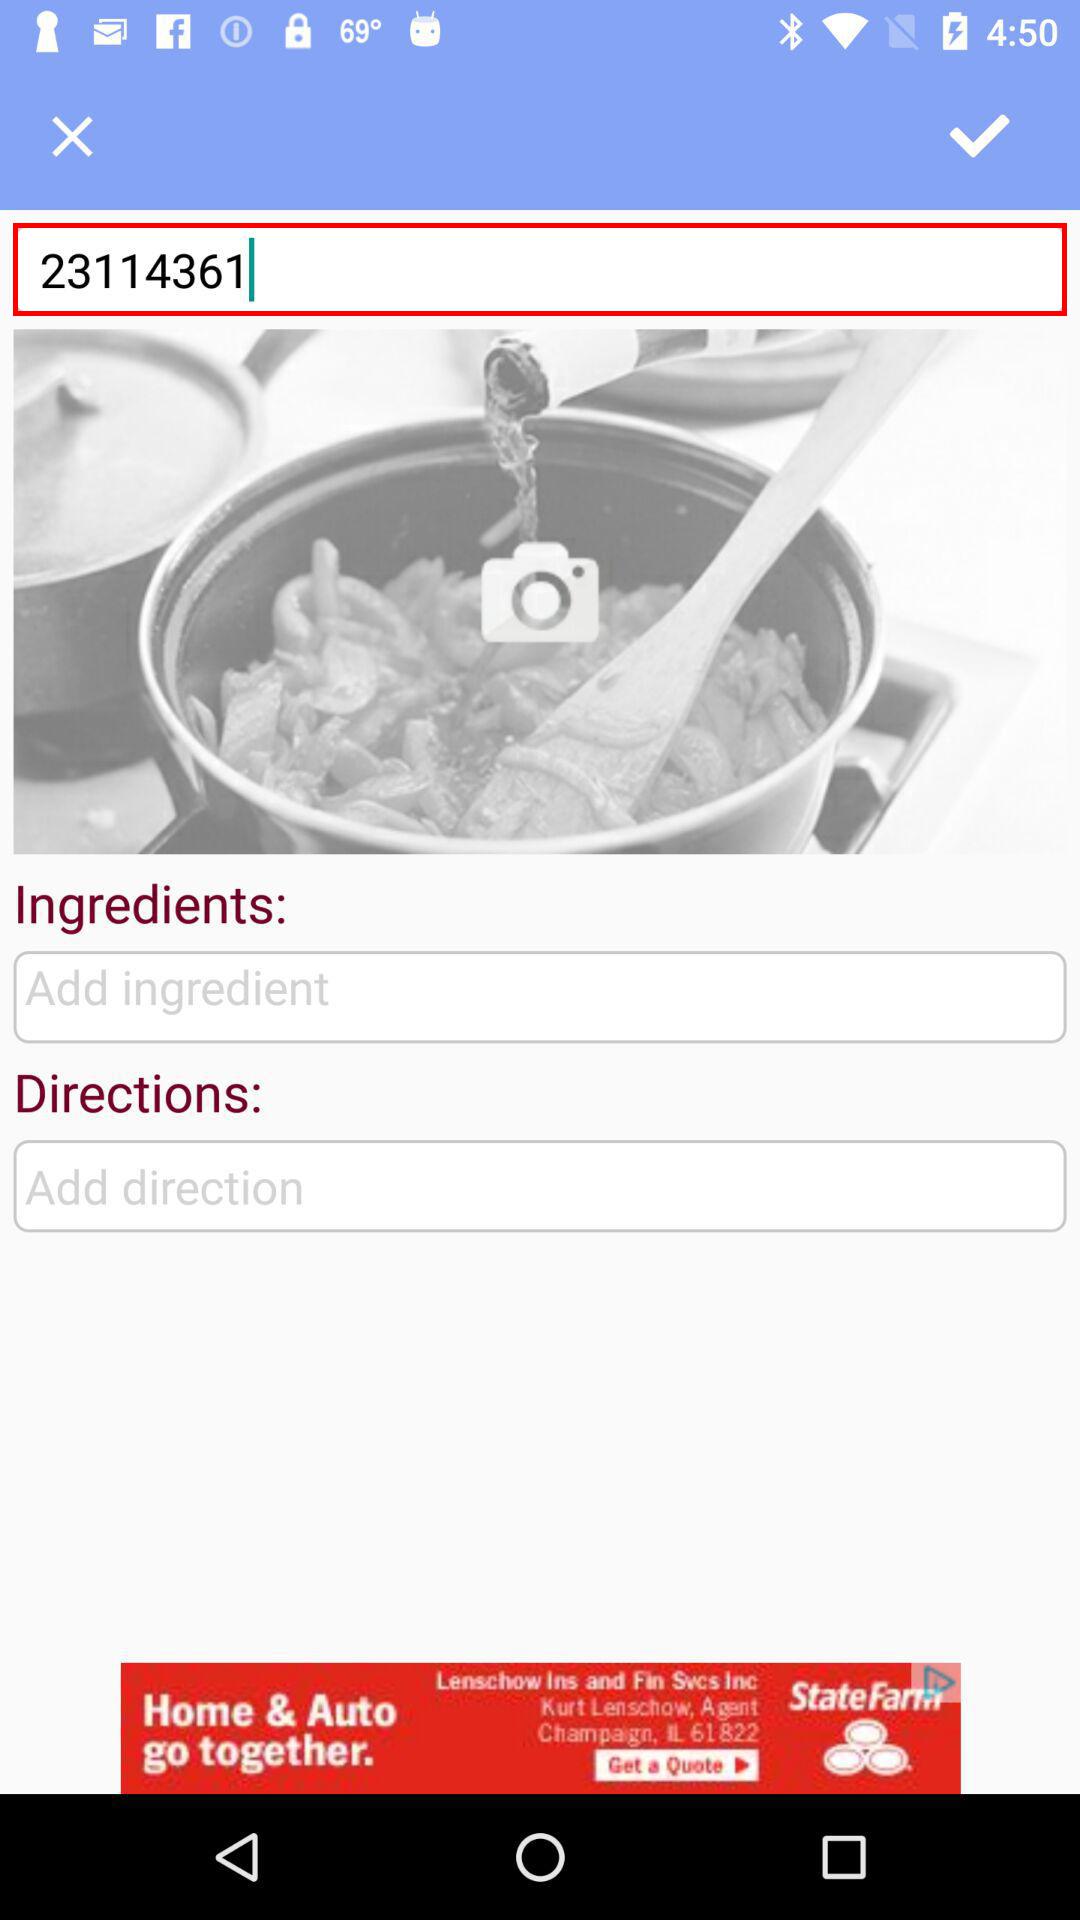 69° 4:50
23114361
Ingredients:
Add ingredient
Directions:
Add direction
Home & Auto
go together.
Lenschow Ins and Fin Svcs Inc
Kurt Lenschow, Agent
Champaign, IL 61822
Get a Quote
StateFarm